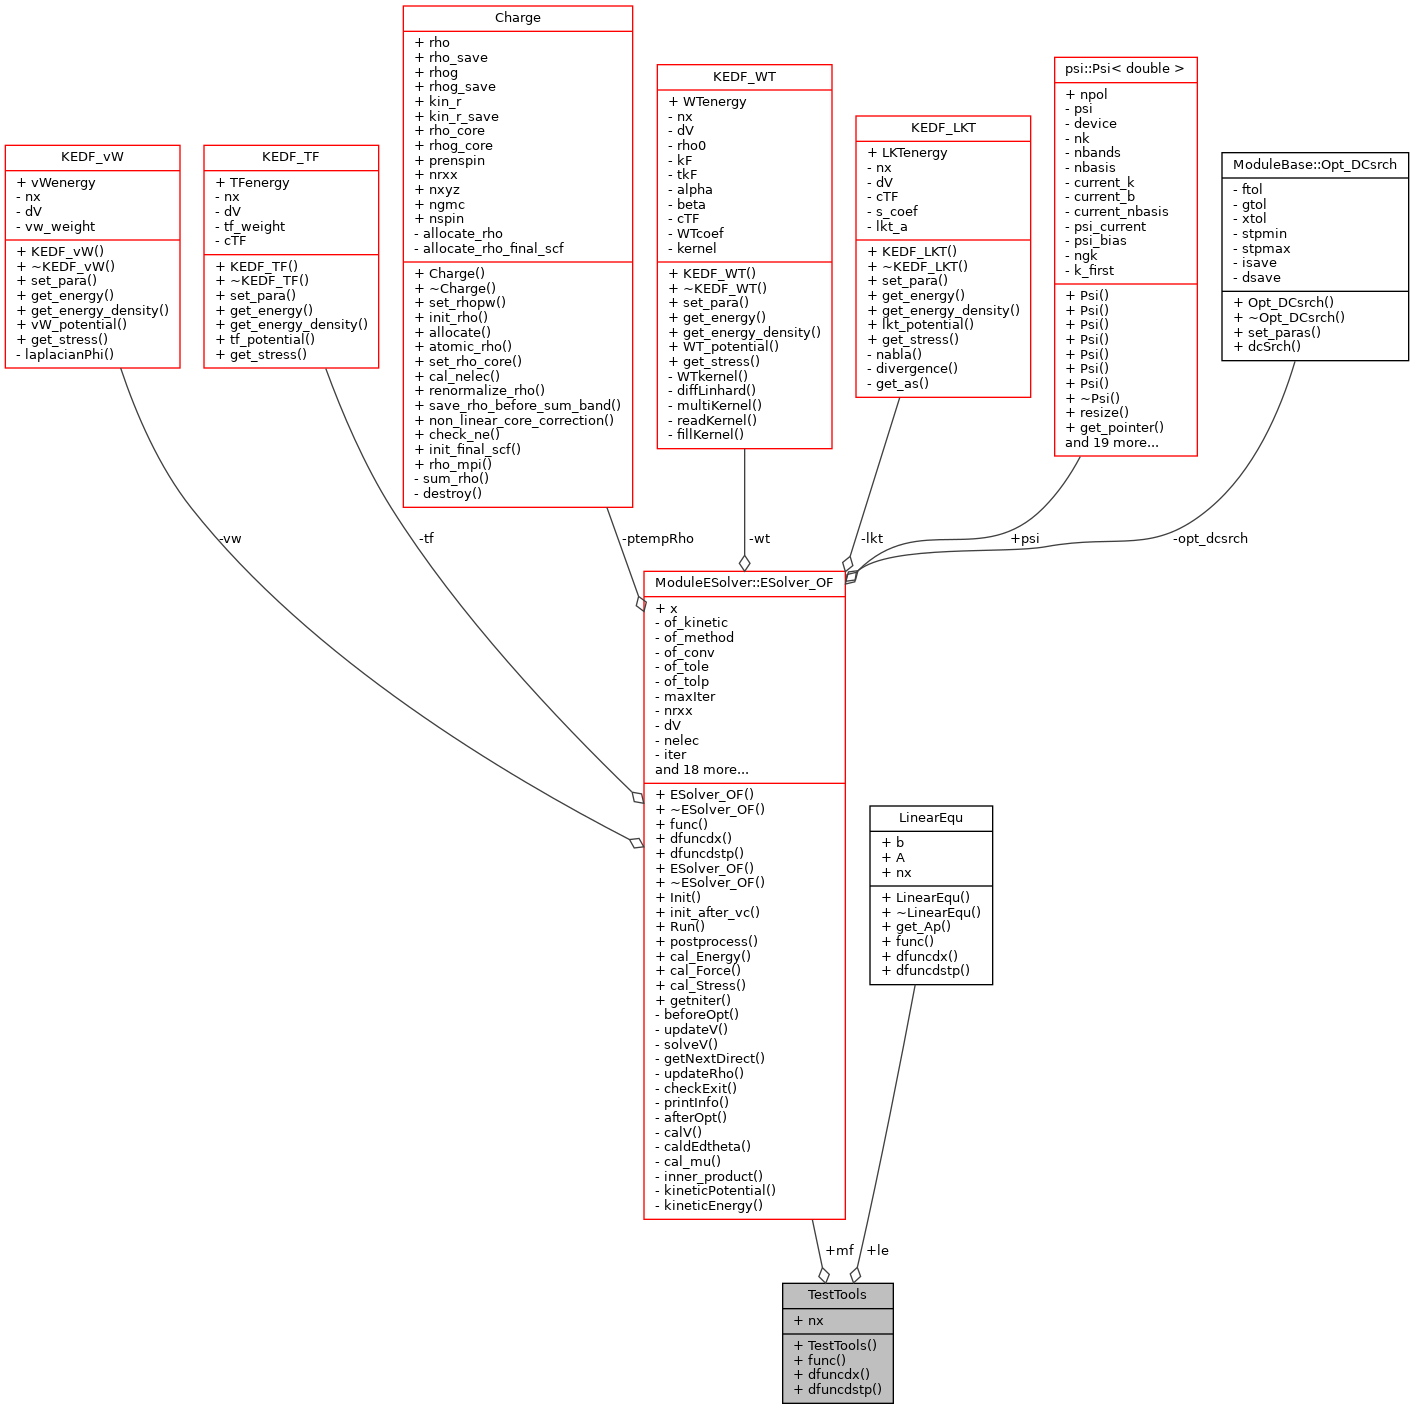 Charge
+ rho
+ rho_save
+ rhog
+ rhog_save
+ kin_r
+ kin_r_save
+ rho_core
+ rhog_core
+ prenspin
+ nrxx
+ nxyz
+ ngmc
+ nspin
- allocate_rho
- allocate_rho_final_scf
+ Charge()
+ ~Charge()
+ set_rhopw()
+ init_rho()
+ allocate()
+ atomic_rho()
+ set_rho_core()
+ cal_nelec()
+ renormalize_rho()
+ save_rho_before_sum_band()
+ non_linear_core_correction()
+ check_ne()
+ init_final_scf()
+ rho_mpi()
- sum_rho()
- destroy()
KEDF_vW
+ vWenergy
- nx
- dV
- vw_weight
+ KEDF_vW()
+ ~KEDF_vW()
+ set_para()
+ get_energy()
+ get_energy_density()
+ vW_potential()
+ get_stress()
- laplacianPhi()
KEDF_TF
+ TFenergy
- nx
- dV
- tf_weight
- cTF
+ KEDF_TF()
+ ~KEDF_TF()
+ set_para()
+ get_energy()
+ get_energy_density()
+ tf_potential()
+ get_stress()
KEDF_WT
+ WTenergy
- nx
- dV
- rho0
- kF
- tkF
- alpha
- beta
- cTF
- WTcoef
- kernel
+ KEDF_WT()
+ ~KEDF_WT()
+ set_para()
+ get_energy()
+ get_energy_density()
+ WT_potential()
+ get_stress()
- WTkernel()
- diffLinhard()
- multiKernel()
- readKernel()
- fillKernel()
KEDF_LKT
+ LKTenergy
- nx
- dV
- cTF
- s_coef
- lkt_a
+ KEDF_LKT()
+ ~KEDF_LKT()
+ set_para()
+ get_energy()
+ get_energy_density()
+ lkt_potential()
+ get_stress()
- nabla()
- divergence()
- get_as()
psi::Psi< double >
+ npol
- psi
- device
- nk
- nbands
- nbasis
- current_k
- current_b
- current_nbasis
- psi_current
- psi_bias
- ngk
- k_first
+ Psi()
+ Psi()
+ Psi()
+ Psi()
+ Psi()
+ Psi()
+ Psi()
+ ~Psi()
+ resize()
+ get_pointer()
and 19 more...
ModuleBase::Opt_DCsrch
- ftol
- gtol
- xtol
- stpmin
- stpmax
- isave
- dsave
+ Opt_DCsrch()
+ ~Opt_DCsrch()
+ set_paras()
+ dcSrch()
-vw
-tf
-ptempRho
-wt
-lkt
+psi
-opt_dcsrch
ModuleESolver::ESolver_OF
+ x
- of_kinetic
- of_method
- of_conv
- of_tole
- of_tolp
- maxIter
- nrxx
- dV
- nelec
- iter
and 18 more...
+ ESolver_OF()
+ ~ESolver_OF()
+ func()
+ dfuncdx()
+ dfuncdstp()
+ ESolver_OF()
+ ~ESolver_OF()
+ Init()
+ init_after_vc()
+ Run()
+ postprocess()
+ cal_Energy()
+ cal_Force()
+ cal_Stress()
+ getniter()
- beforeOpt()
- updateV()
- solveV()
- getNextDirect()
- updateRho()
- checkExit()
- printInfo()
- afterOpt()
- calV()
- caldEdtheta()
- cal_mu()
- inner_product()
- kineticPotential()
- kineticEnergy()
LinearEqu
+ b
+ A
+ nx
+ LinearEqu()
+ ~LinearEqu()
+ get_Ap()
+ func()
+ dfuncdx()
+ dfuncdstp()
+mf
+le
TestTools
+ nx
+ TestTools()
+ func()
+ dfuncdx()
+ dfuncdstp()